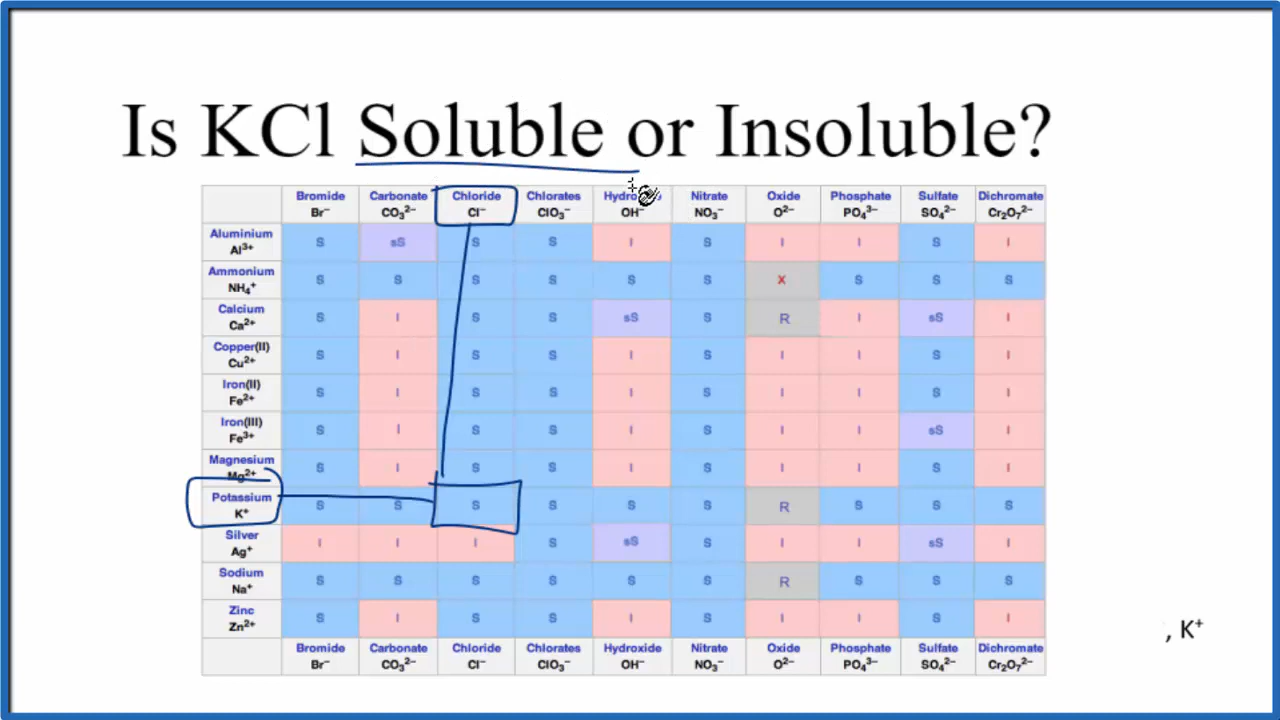 Is KCl Soluble or Insoluble?
Bromide Carbonate Chloride Chlorates Nitrate Oxide Phosphate Sulfate Dichromate
Br⁻ CO₃²⁻ Cl⁻ ClO₃⁻ OH⁻ NO₃⁻ O²⁻ PO₄³⁻ SO₄²⁻ Cr₂O₇²⁻
Aluminium
Al³⁺ S sS S S I S I I S I
Ammonium
NH₄⁺ S S S S S S X S S S
Calcium
Ca²⁺ S I S S sS S R I sS I
Copper(II)
Cu²⁺ S I S S I S I I S I
Iron(II)
Fe²⁺ S I S S I S I I S I
Iron(III)
Fe³⁺ S I S S I S I I sS I
Magnesium
Mg²⁺ S I S S I S I I S I
Potassium
K⁺ S S S S S S R S S S
Silver
Ag⁺ I I I S sS S I I sS I
Sodium
Na⁺ S S S S S S R S S S
Zinc
Zn²⁺ S I S S I S I I S I
Bromide Carbonate Chloride Chlorates Hydroxide Nitrate Oxide Phosphate Sulfate Dichromate
Br⁻ CO₃²⁻ Cl⁻ ClO₃⁻ OH⁻ NO₃⁻ O²⁻ PO₄³⁻ SO₄²⁻ Cr₂O₇²⁻
, K⁺